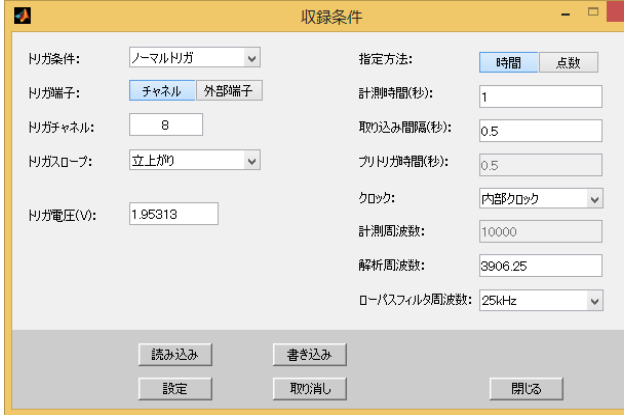 収録条件
トリガ条件: ノーマルトリガ
トリガ端子: チャネル 外部端子
トリガチャネル: 8
トリガスロープ: 立上がり
トリガ電圧(V): 1.95313
指定方法: 時間 点数
計測時間(秒): 1
取り込み間隔(秒): 0.5
プリトリガ時間(秒): 0.5
クロック: 内部クロック
計測周波数: 10000
解析周波数: 3906.25
ローパスフィルタ周波数: 25kHz
読み込み 書き込み
設定 取り消し 閉じる